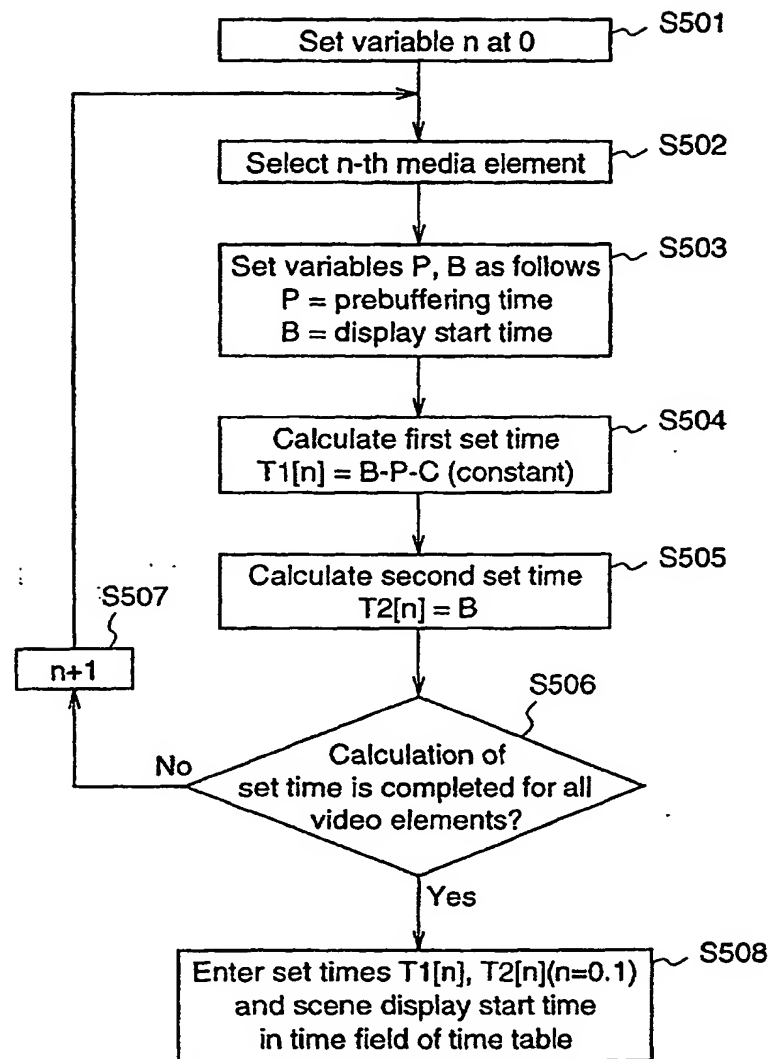 S501
Set variable n at 0
S502
Select n-th media element
S503
Set variables P, B as follows
P = prebuffering time
B = display start time
S504
Calculate first set time
T1[n] = B-P-C (constant)
S505
Calculate second set time
T2[n] = B
S507
n+1
S506
No
Calculation of
set time is completed for all
video elements?
Yes
S508
Enter set times T1[n], T2[n](n=0.1)
and scene display start time
in time field of time table